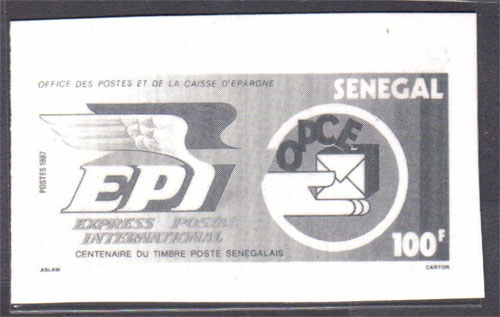 OFFICE DES POSTES ET DE LA CAISSE D'EPARGNE
SENEGAL
OPCE
POSTES 1987
EPI
EXPRESS POSTE
INTERNATIONAL
CENTENAIRE DU TIMBRE POSTE SENEGALAIS
100F
ASLAM
CARTOR